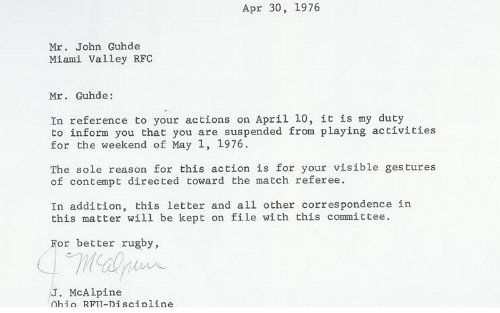 Apr 30, 1976
Mr. John Guhde
Miami Valley RFC
Mr. Guhde:
In reference to your actions on April 10, it is my duty
to inform you that you are suspended from playing activities
for the weekend of May 1, 1976.
The sole reason for this action is for your visible gestures
of contempt directed toward the match referee.
In addition, this letter and all other correspondence in
this matter will be kept on file with this committee.
For better rugby,
J McAlpine
J. McAlpine
Ohio RFU-Discipline